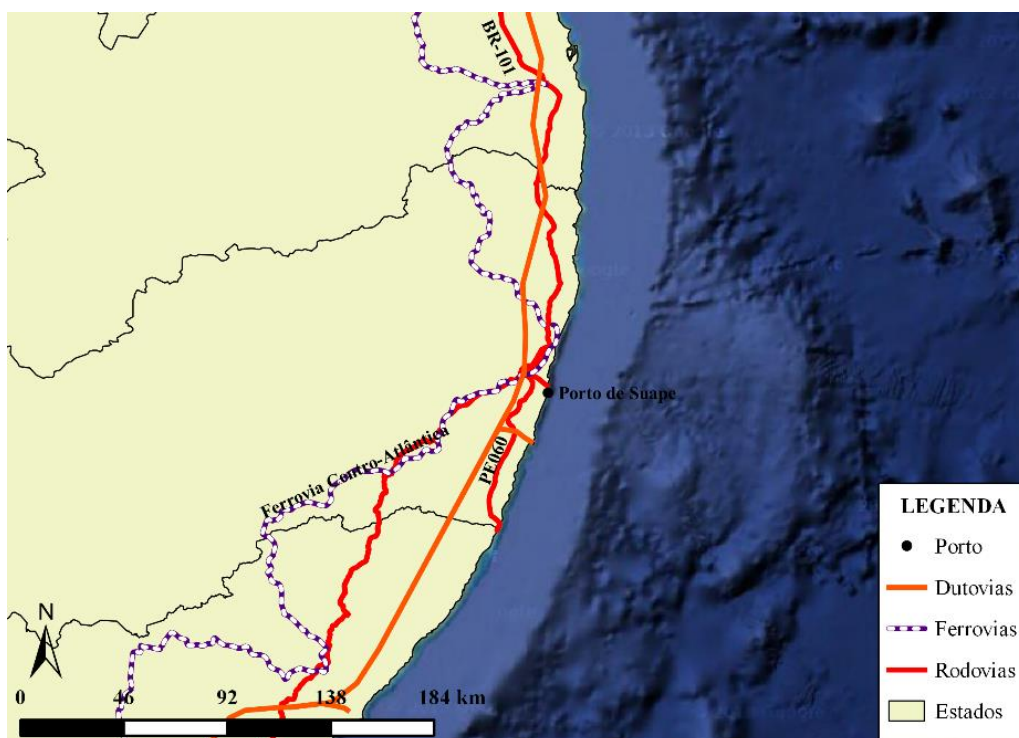 BR-101
Porto de Suape
Ferrovia Centro-Atlântica
PE060
N
0 46 92 138 184 km
LEGENDA
Porto
Dutovias
Ferrovias
Rodovias
Estados